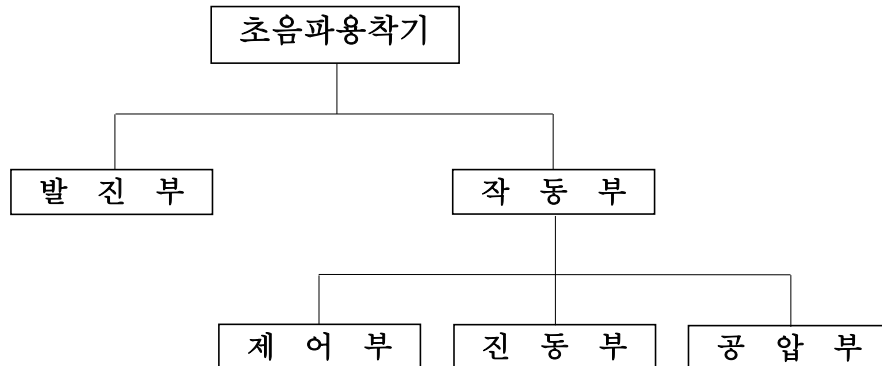 초음파용착기
발 진 부
작 동 부
제 어 부
진 동 부
공 압 부